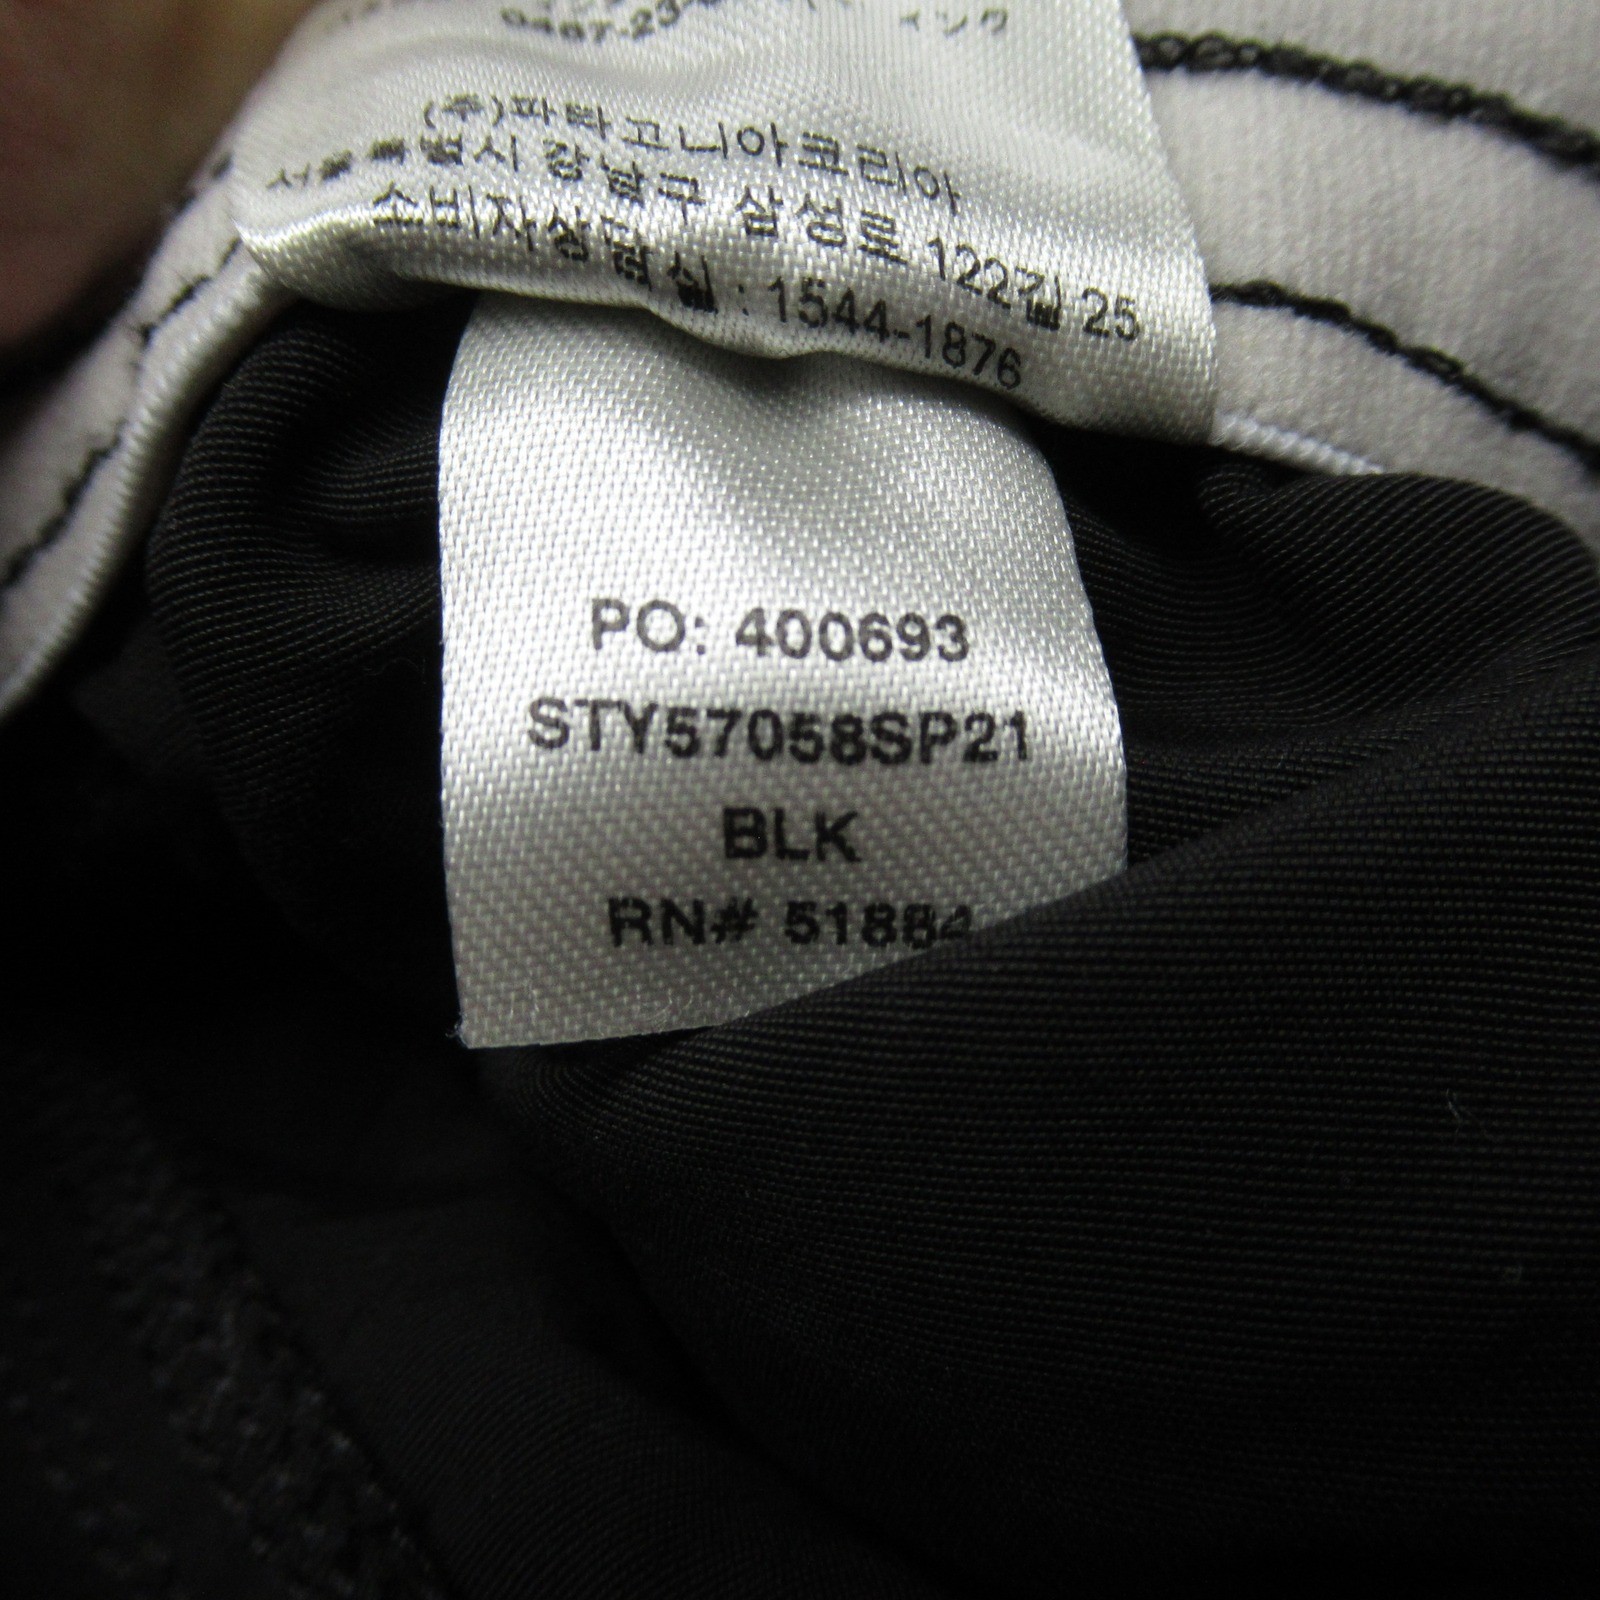 (주)파타고니아코리아
서울특별시 강남구 삼성로 122길 25
소비자상담실 : 1544-1876
PO: 400693
STY57058SP21
BLK
RN# 51884